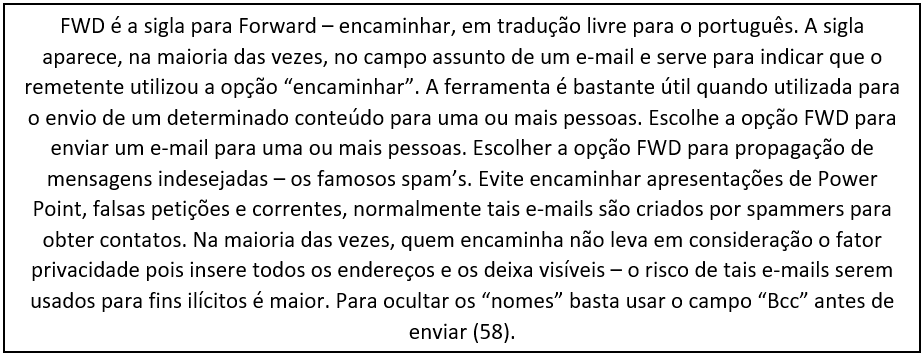 FWD é a sigla para Forward – encaminhar, em tradução livre para o português. A sigla
aparece, na maioria das vezes, no campo assunto de um e-mail e serve para indicar que o
remetente utilizou a opção “encaminhar”. A ferramenta é bastante útil quando utilizada para
o envio de um determinado conteúdo para uma ou mais pessoas. Escolhe a opção FWD para
enviar um e-mail para uma ou mais pessoas. Escolher a opção FWD para propagação de
mensagens indesejadas – os famosos spam’s. Evite encaminhar apresentações de Power
Point, falsas petições e correntes, normalmente tais e-mails são criados por spammers para
obter contatos. Na maioria das vezes, quem encaminha não leva em consideração o fator
privacidade pois insere todos os endereços e os deixa visíveis – o risco de tais e-mails serem
usados para fins ilícitos é maior. Para ocultar os “nomes” basta usar o campo “Bcc” antes de
enviar (58).